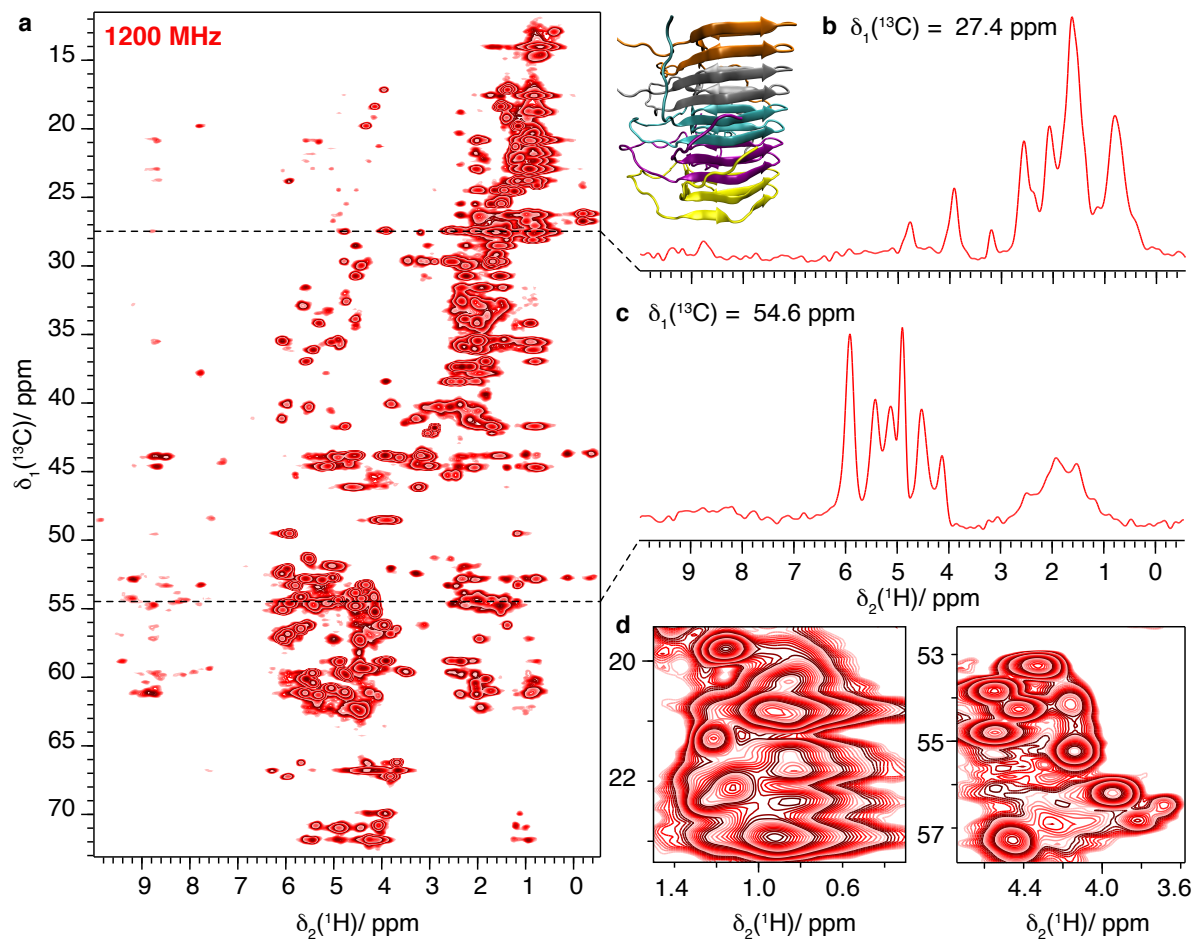 a
1200 MHz
15
20
25
30
35
40
45
50
55
60
65
70
δ₁(¹³C)/ ppm
9 8 7 6 5 4 3 2 1 0
δ₂(¹H)/ ppm
b δ₁(¹³C) = 27.4 ppm
c δ₁(¹³C) = 54.6 ppm
9 8 7 6 5 4 3 2 1 0
δ₂(¹H)/ ppm
d
20
22
1.4 1.0 0.6
δ₂(¹H)/ ppm
53
55
57
4.4 4.0 3.6
δ₂(¹H)/ ppm